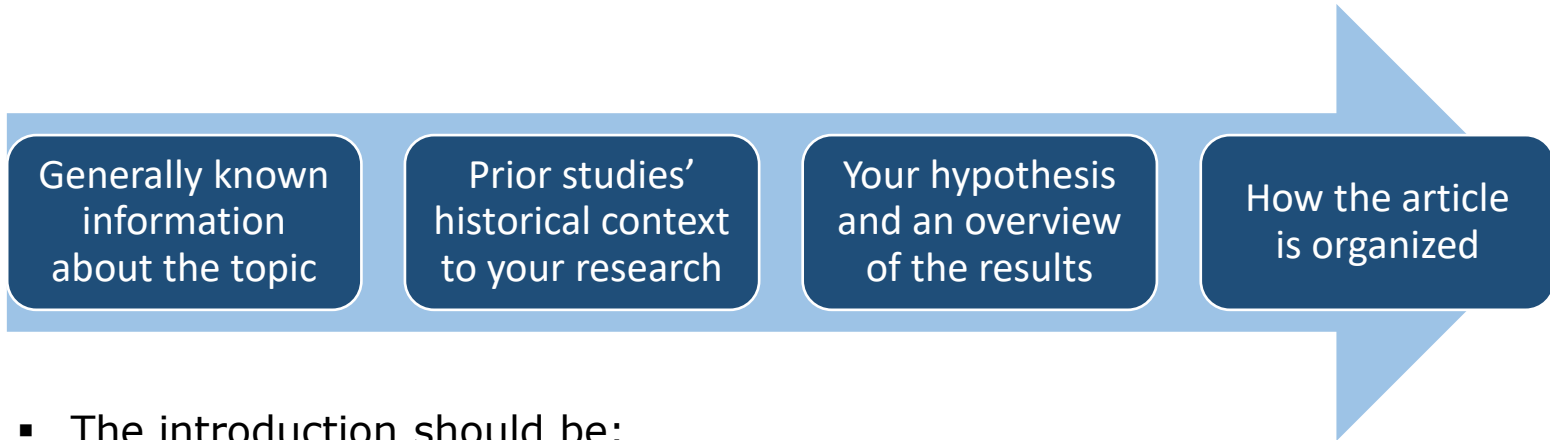 Generally known
information
about the topic
Prior studies’
historical context
to your research
Your hypothesis
and an overview
of the results
How the article
is organized
▪ The introduction should be: